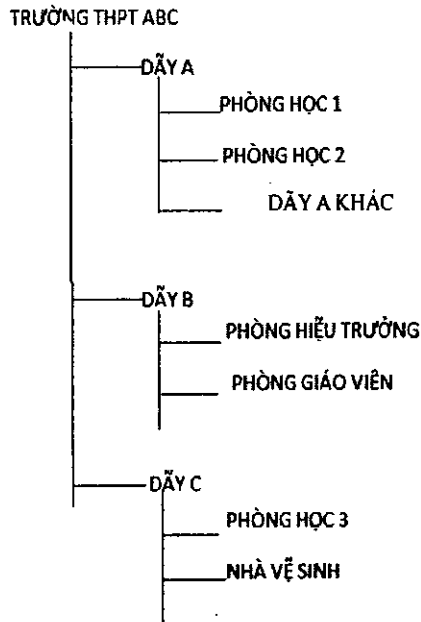 TRƯỜNG THPT ABC
DÃY A
PHÒNG HỌC 1
PHÒNG HỌC 2
DÃY A KHÁC
DÃY B
PHÒNG HIỆU TRƯỞNG
PHÒNG GIÁO VIÊN
DÃY C
PHÒNG HỌC 3
NHÀ VỆ SINH